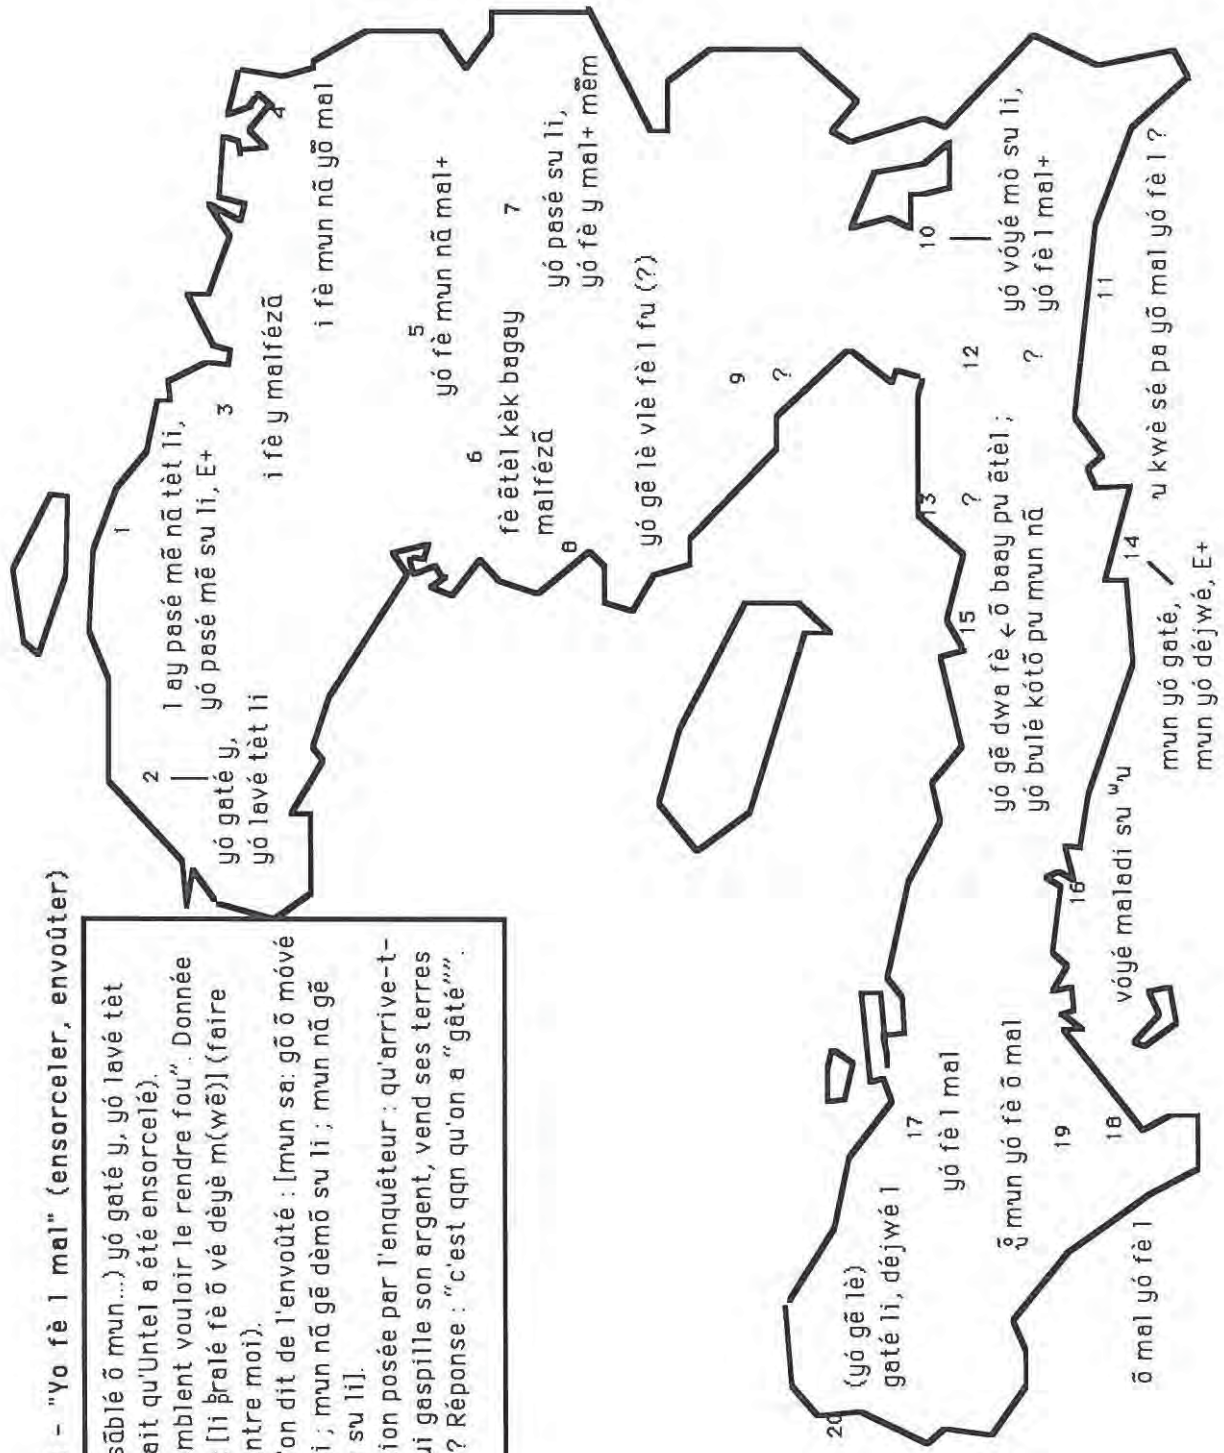 – "Yo fè l mal" (ensorceler, envoûter)
sãblé õ mun...) yó gaté y, yó lavé tèt
ait qu'Untel a été ensorcelé).
mblent vouloir le rendre fou". Donnée
[li pralé fè õ vé dèyè m(wẽ)] (faire
ntre moi).
'on dit de l'envoûté : [mun sa: gõ õ móvé
i ; mun nã gẽ dèmõ su li ; mun nã gẽ
su li].
ion posée par l'enquêteur : qu'arrive-t-
ui gaspille son argent, vend ses terres
? Réponse : "c'est qqn qu'on a "gâté"".
1
l ay pasé mẽ nã tèt li,
yó pasé mẽ su li, E+
2
yó gaté y,
yó lavé tèt li
3
i fè y malfézã
4
i fè mun nã yõ mal
5
yó fè mun nã mal+
6
fè ẽtèl kèk bagay
malfézã
7
yó pasé su li,
yó fè y mal+ mẽm
8
yó gẽ lè vlè fè l fu (?)
9
?
10
yó vóyé mò su li,
yó fè l mal+
11
u kwè sé pa yõ mal yó fè l ?
12
?
13
?
14
mun yó gaté,
mun yó déjwé, E+
15
yó gẽ dwa fè ← õ baay pu ẽtèl ;
yó bulé kótõ pu mun nã
16
vóyé maladi su ʷu
17
yó fè l mal
18
õ mal yó fè l
19
õ mun yó fè õ mal
20
(yó gẽ lè)
gaté li, déjwé l